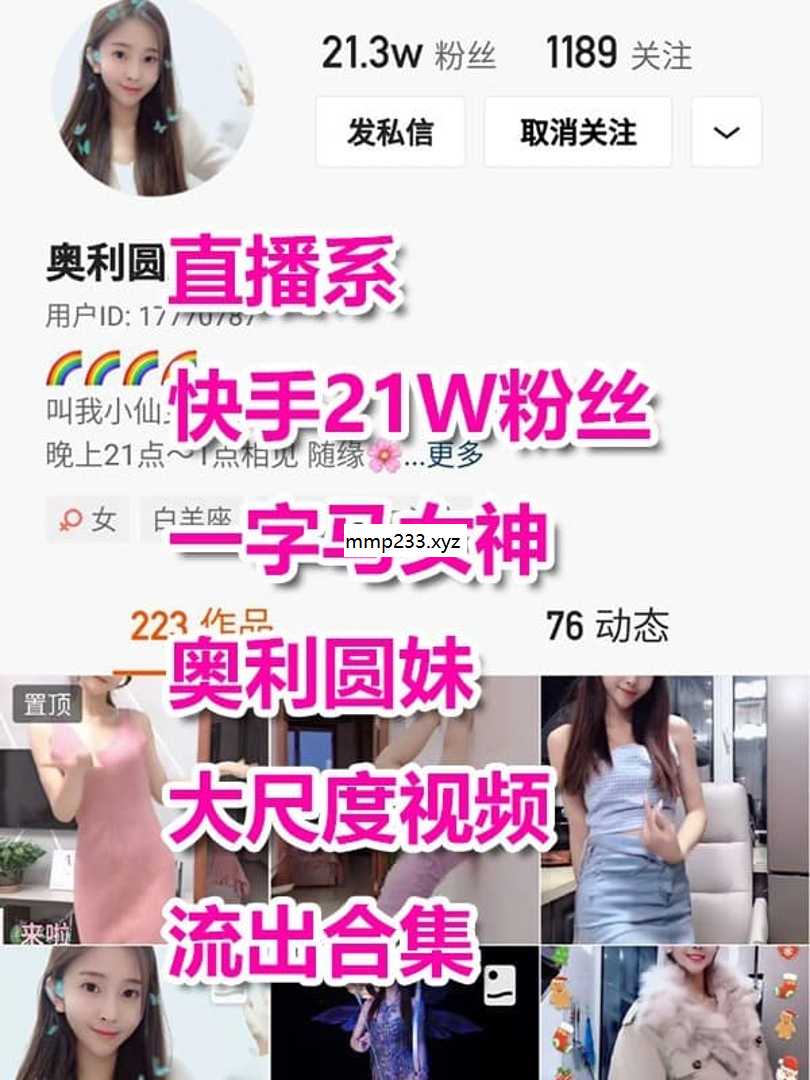 21.3w 粉丝 1189 关注
发私信 取消关注
奥利圆
直播系
用户ID: 17770787
快手21W粉丝
叫我小仙
晚上21点～1点相见 随缘🌸...更多
女 白羊座
一字马女神
mmp233.xyz
223 作品 76 动态
奥利圆妹
置顶
大尺度视频
来啦
流出合集